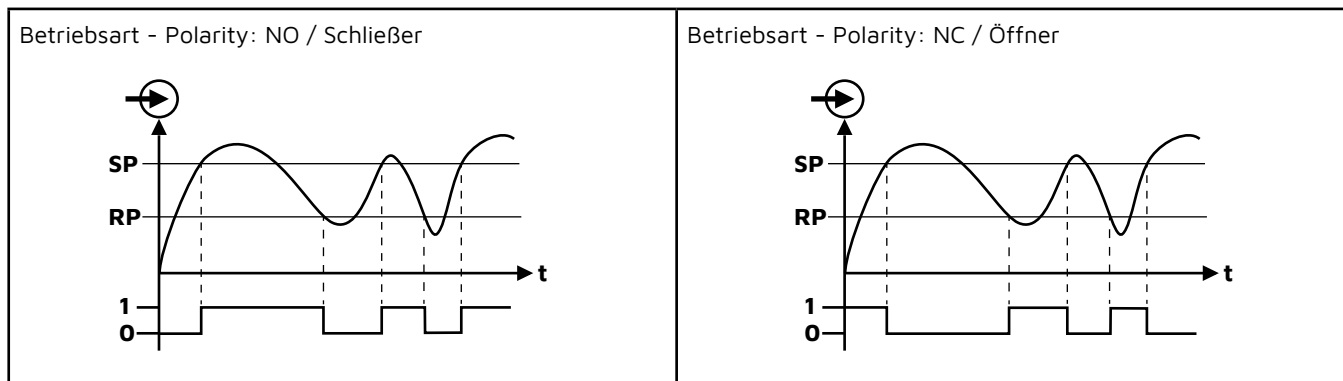 Betriebsart - Polarity: NO / Schließer
SP
RP
t
1
0
Betriebsart - Polarity: NC / Öffner
SP
RP
t
1
0